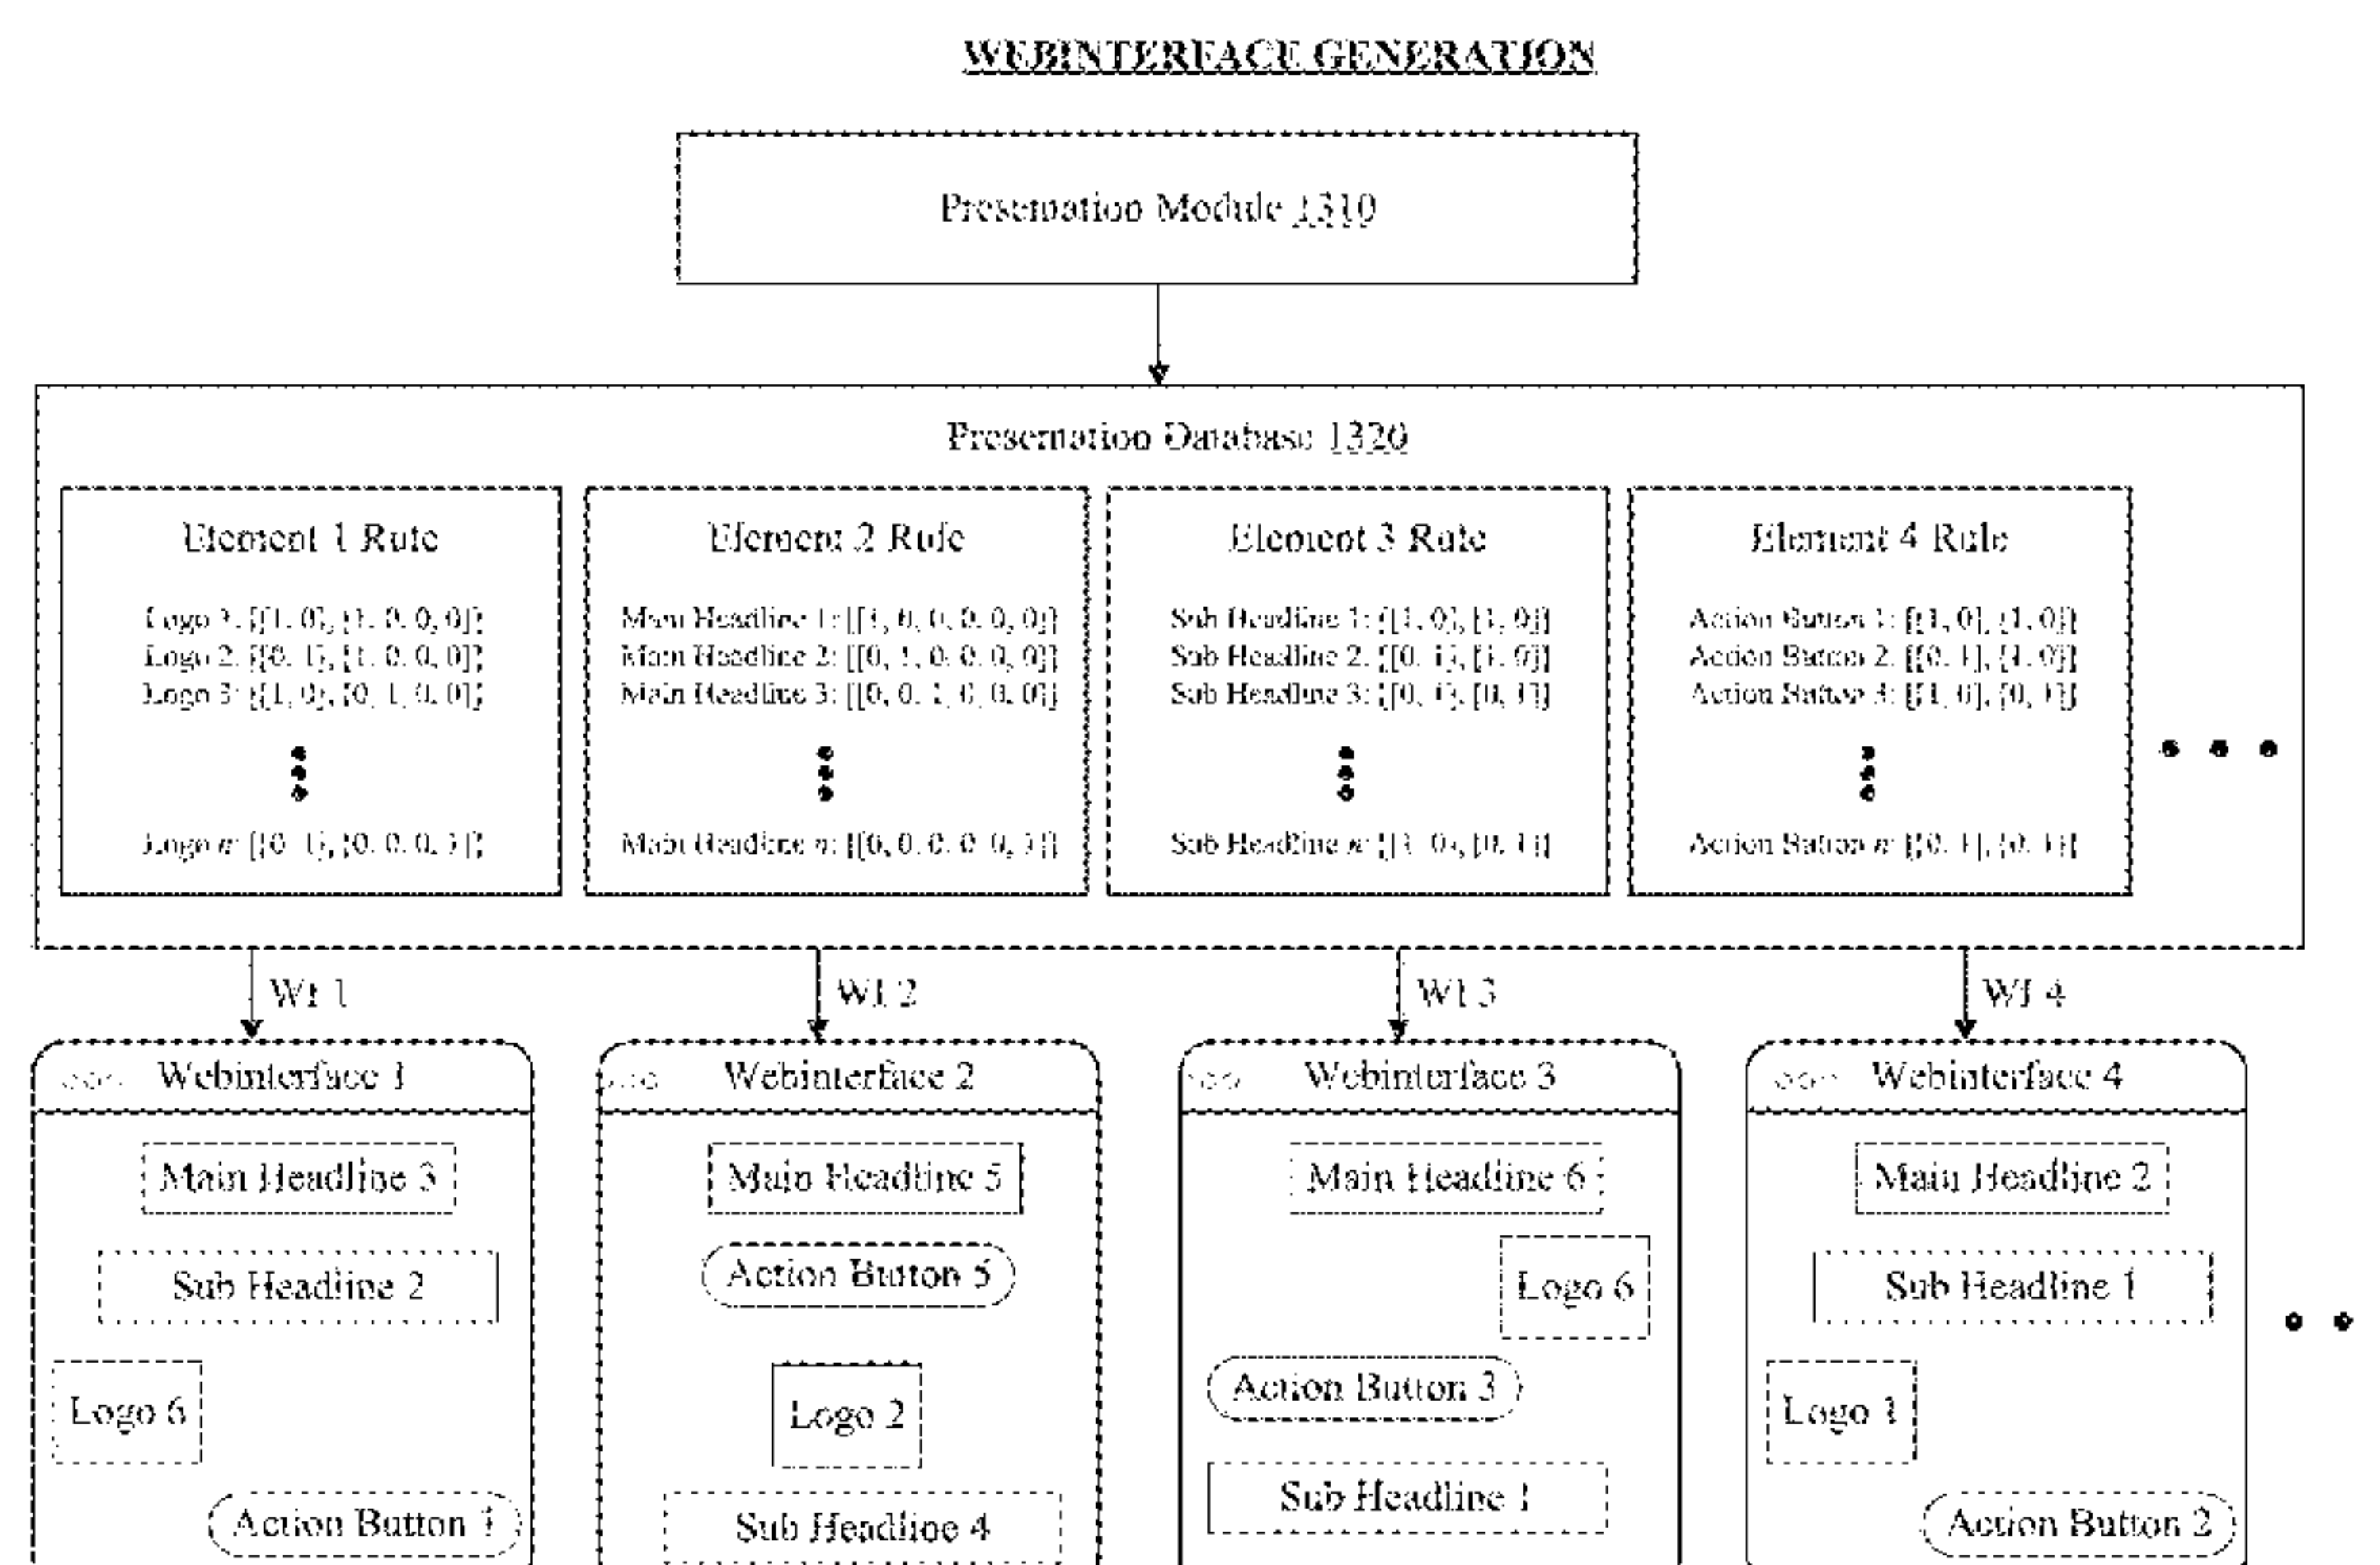 WEBINTERFACE GENERATION
Presentation Module 1310
Presentation Database 1320
Element 1 Rule
Logo 1: [[1, 0], [1, 0, 0, 0]]
Logo 2: [[0, 1], [1, 0, 0, 0]]
Logo 3: [[1, 0], [0, 1, 0, 0]]
Logo n: [[0, 1], [0, 0, 0, 1]]
Element 2 Rule
Main Headline 1: [[1, 0, 0, 0, 0, 0]]
Main Headline 2: [[0, 1, 0, 0, 0, 0]]
Main Headline 3: [[0, 0, 1, 0, 0, 0]]
Main Headline n: [[0, 0, 0, 0, 0, 1]]
Element 3 Rule
Sub Headline 1: [[1, 0], [1, 0]]
Sub Headline 2: [[0, 1], [1, 0]]
Sub Headline 3: [[0, 1], [0, 1]]
Sub Headline n: [[1, 0], [0, 1]]
Element 4 Rule
Action Button 1: [[1, 0], [1, 0]]
Action Button 2: [[0, 1], [1, 0]]
Action Button 3: [[1, 0], [0, 1]]
Action Button n: [[0, 1], [0, 1]]
WI 1
WI 2
WI 3
WI 4
Webinterface 1
Main Headline 3
Sub Headline 2
Logo 6
Action Button 1
Webinterface 2
Main Headline 5
Action Button 5
Logo 2
Sub Headline 4
Webinterface 3
Main Headline 6
Logo 6
Action Button 3
Sub Headline 1
Webinterface 4
Main Headline 2
Sub Headline 1
Logo 1
Action Button 2